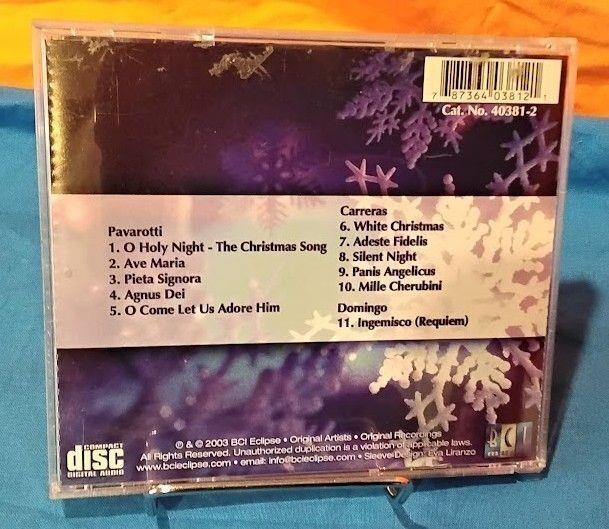 7 87364 03812 1
Cat. No. 40381-2
Pavarotti
1. O Holy Night - The Christmas Song
2. Ave Maria
3. Pieta Signora
4. Agnus Dei
5. O Come Let Us Adore Him
Carreras
6. White Christmas
7. Adeste Fidelis
8. Silent Night
9. Panis Angelicus
10. Mille Cherubini
Domingo
11. Ingemisco (Requiem)
COMPACT
disc
DIGITAL AUDIO
℗ & © 2003 BCI Eclipse • Original Artists • Original Recordings
All Rights Reserved. Unauthorized duplication is a violation of applicable laws.
www.bcieclipse.com • email: info@bcieclipse.com • Sleeve Design: Eva Liranzo